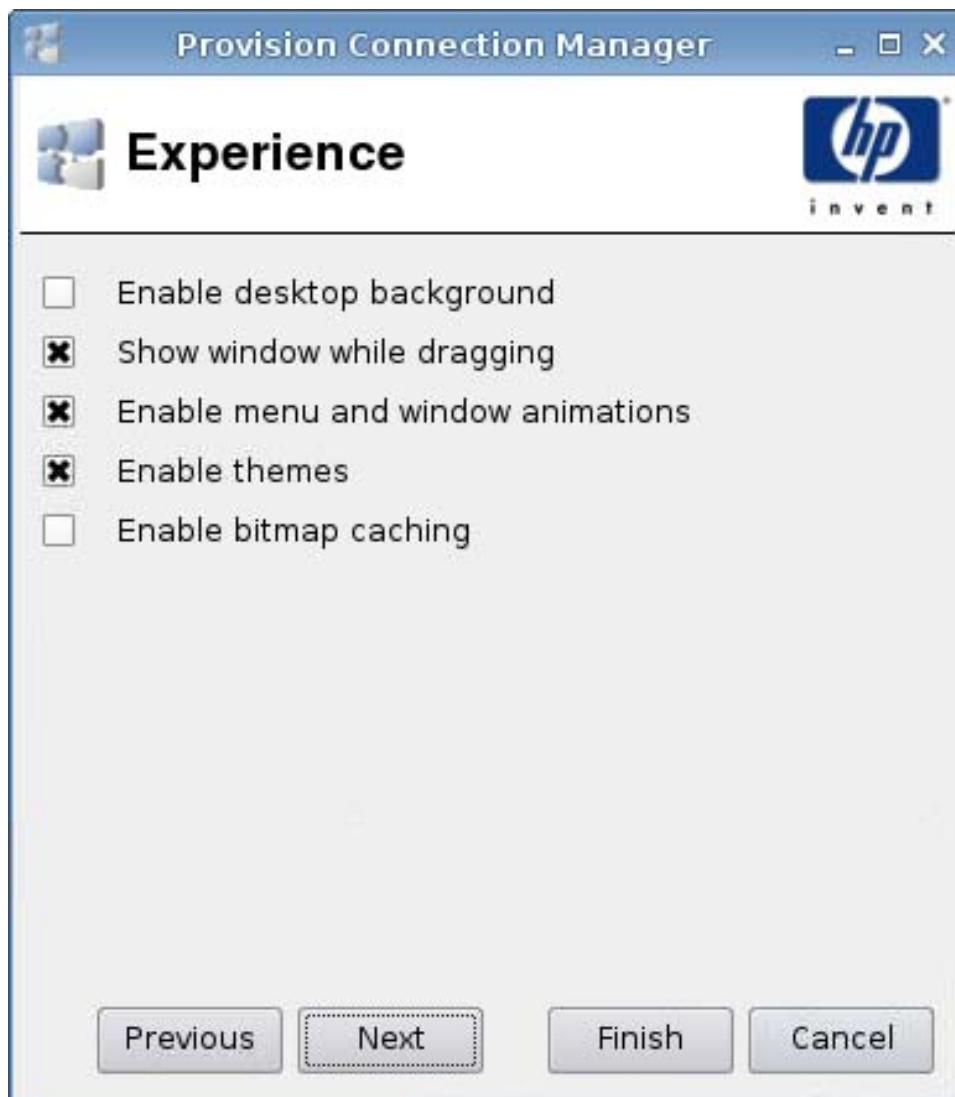 Provision Connection Manager
Experience
hp
invent
Enable desktop background
Show window while dragging
Enable menu and window animations
Enable themes
Enable bitmap caching
Previous
Next
Finish
Cancel